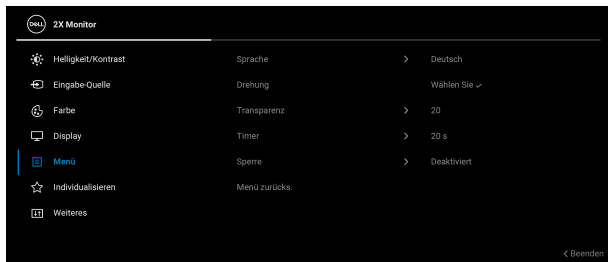 DELL 2X Monitor
Helligkeit/Kontrast Sprache > Deutsch
Eingabe-Quelle Drehung Wählen Sie ✓
Farbe Transparenz > 20
Display Timer > 20 s
Menü Sperre > Deaktiviert
Individualisieren Menü zurücks.
Weiteres
< Beenden